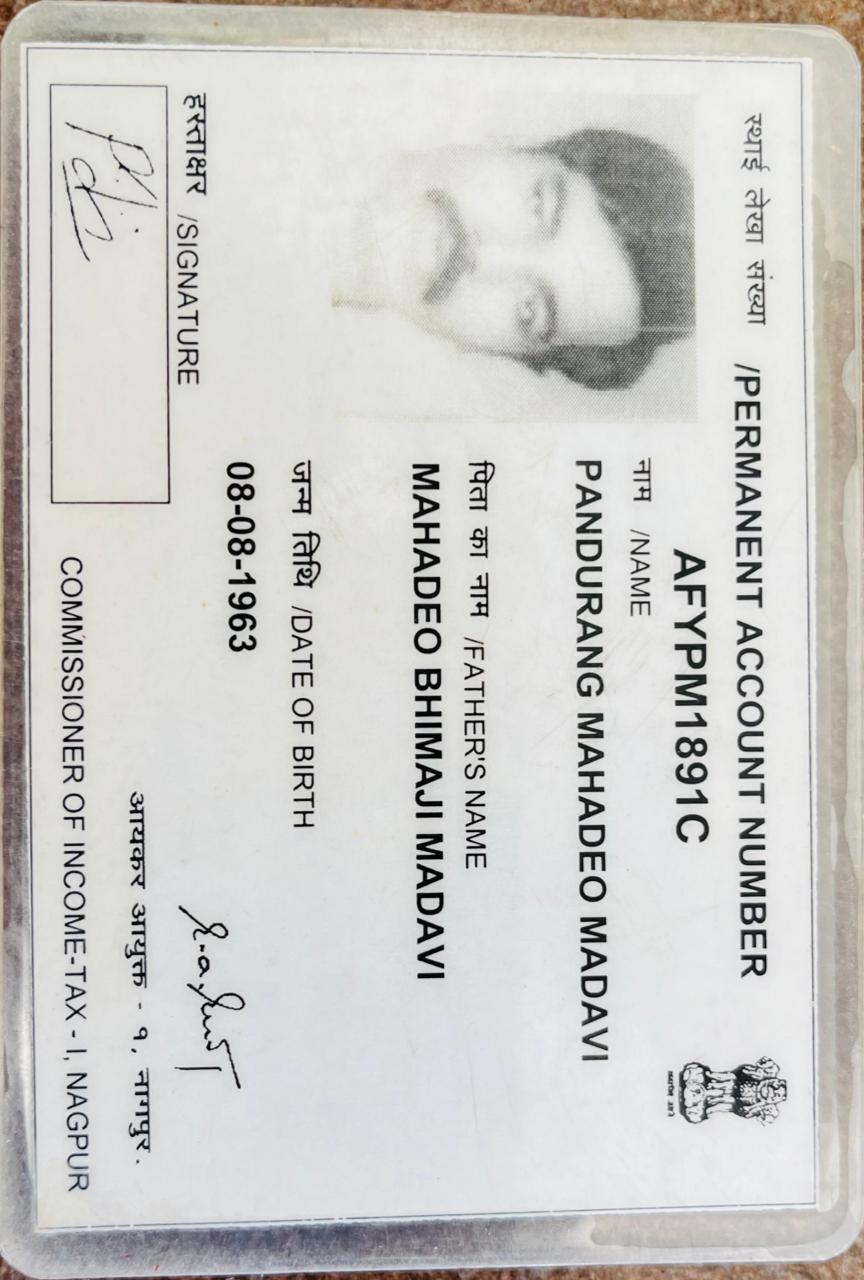 स्थाई लेखा संख्या /PERMANENT ACCOUNT NUMBER
AFYPM1891C
नाम /NAME
PANDURANG MAHADEO MADAVI
पिता का नाम /FATHER'S NAME
MAHADEO BHIMAJI MADAVI
जन्म तिथि /DATE OF BIRTH
08-08-1963
हस्ताक्षर /SIGNATURE
आयकर आयुक्त - १, नागपुर.
COMMISSIONER OF INCOME-TAX - I, NAGPUR